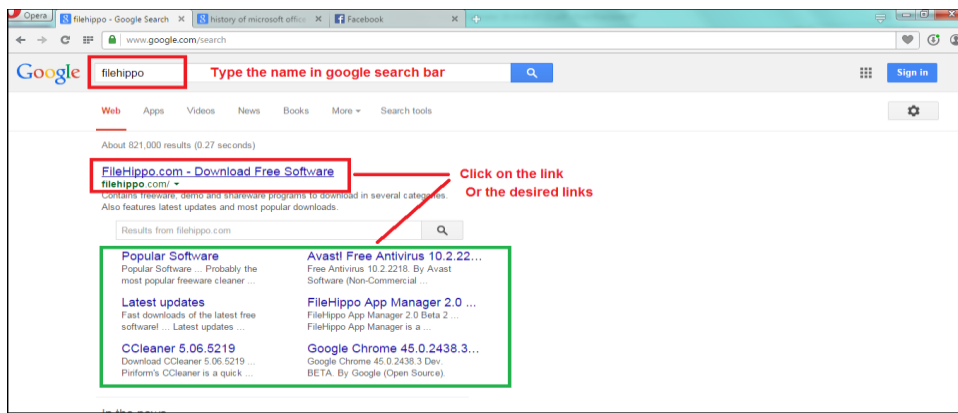 Opera
filehippo - Google Search
history of microsoft office
Facebook
www.google.com/search
Google
filehippo
Type the name in google search bar
Sign in
Web Apps Videos News Books More Search tools
About 821,000 results (0.27 seconds)
FileHippo.com - Download Free Software
filehippo.com/
Click on the link
Or the desired links
Contains freeware, demo and shareware programs to download in several categories.
Also features latest updates and most popular downloads.
Results from filehippo.com
Popular Software
Popular Software ... Probably the
most popular freeware cleaner ...
Avast! Free Antivirus 10.2.22...
Free Antivirus 10.2.2218. By Avast
Software (Non-Commercial ...
Latest updates
Fast downloads of the latest free
software! ... Latest updates ...
FileHippo App Manager 2.0 ...
FileHippo App Manager 2.0 Beta 2 ...
FileHippo App Manager is a ...
CCleaner 5.06.5219
Download CCleaner 5.06.5219 ...
Piriform's CCleaner is a quick ...
Google Chrome 45.0.2438.3...
Google Chrome 45.0.2438.3 Dev.
BETA. By Google (Open Source).
In the news